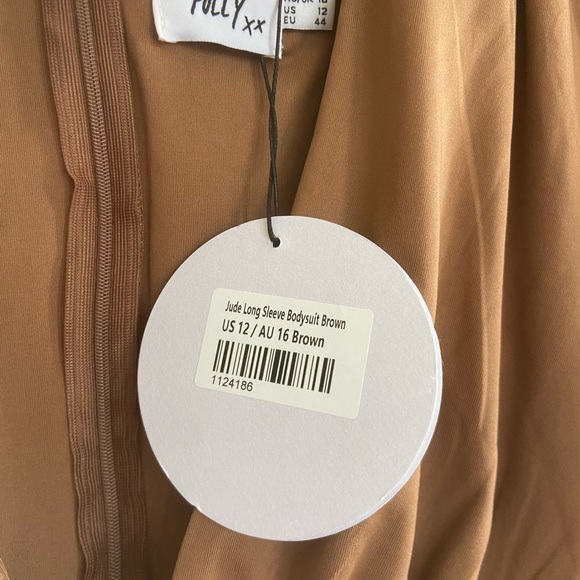 POLLY xx
US 12
EU 44
Jude Long Sleeve Bodysuit Brown
US 12 / AU 16 Brown
1124186